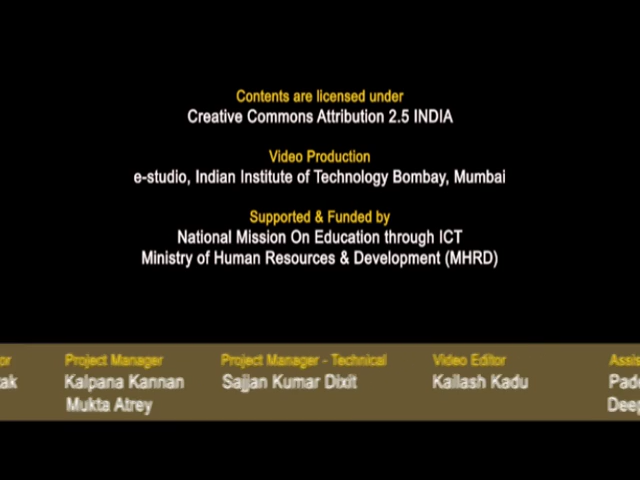 Contents are licensed under
Creative Commons Attribution 2.5 INDIA
Video Production
e-studio, Indian Institute of Technology Bombay, Mumbai
Supported & Funded by
National Mission On Education through ICT
Ministry of Human Resources & Development (MHRD)
Project Manager
Kalpana Kannan
Mukta Atrey
Project Manager - Technical
Sajjan Kumar Dixit
Video Editor
Kailash Kadu